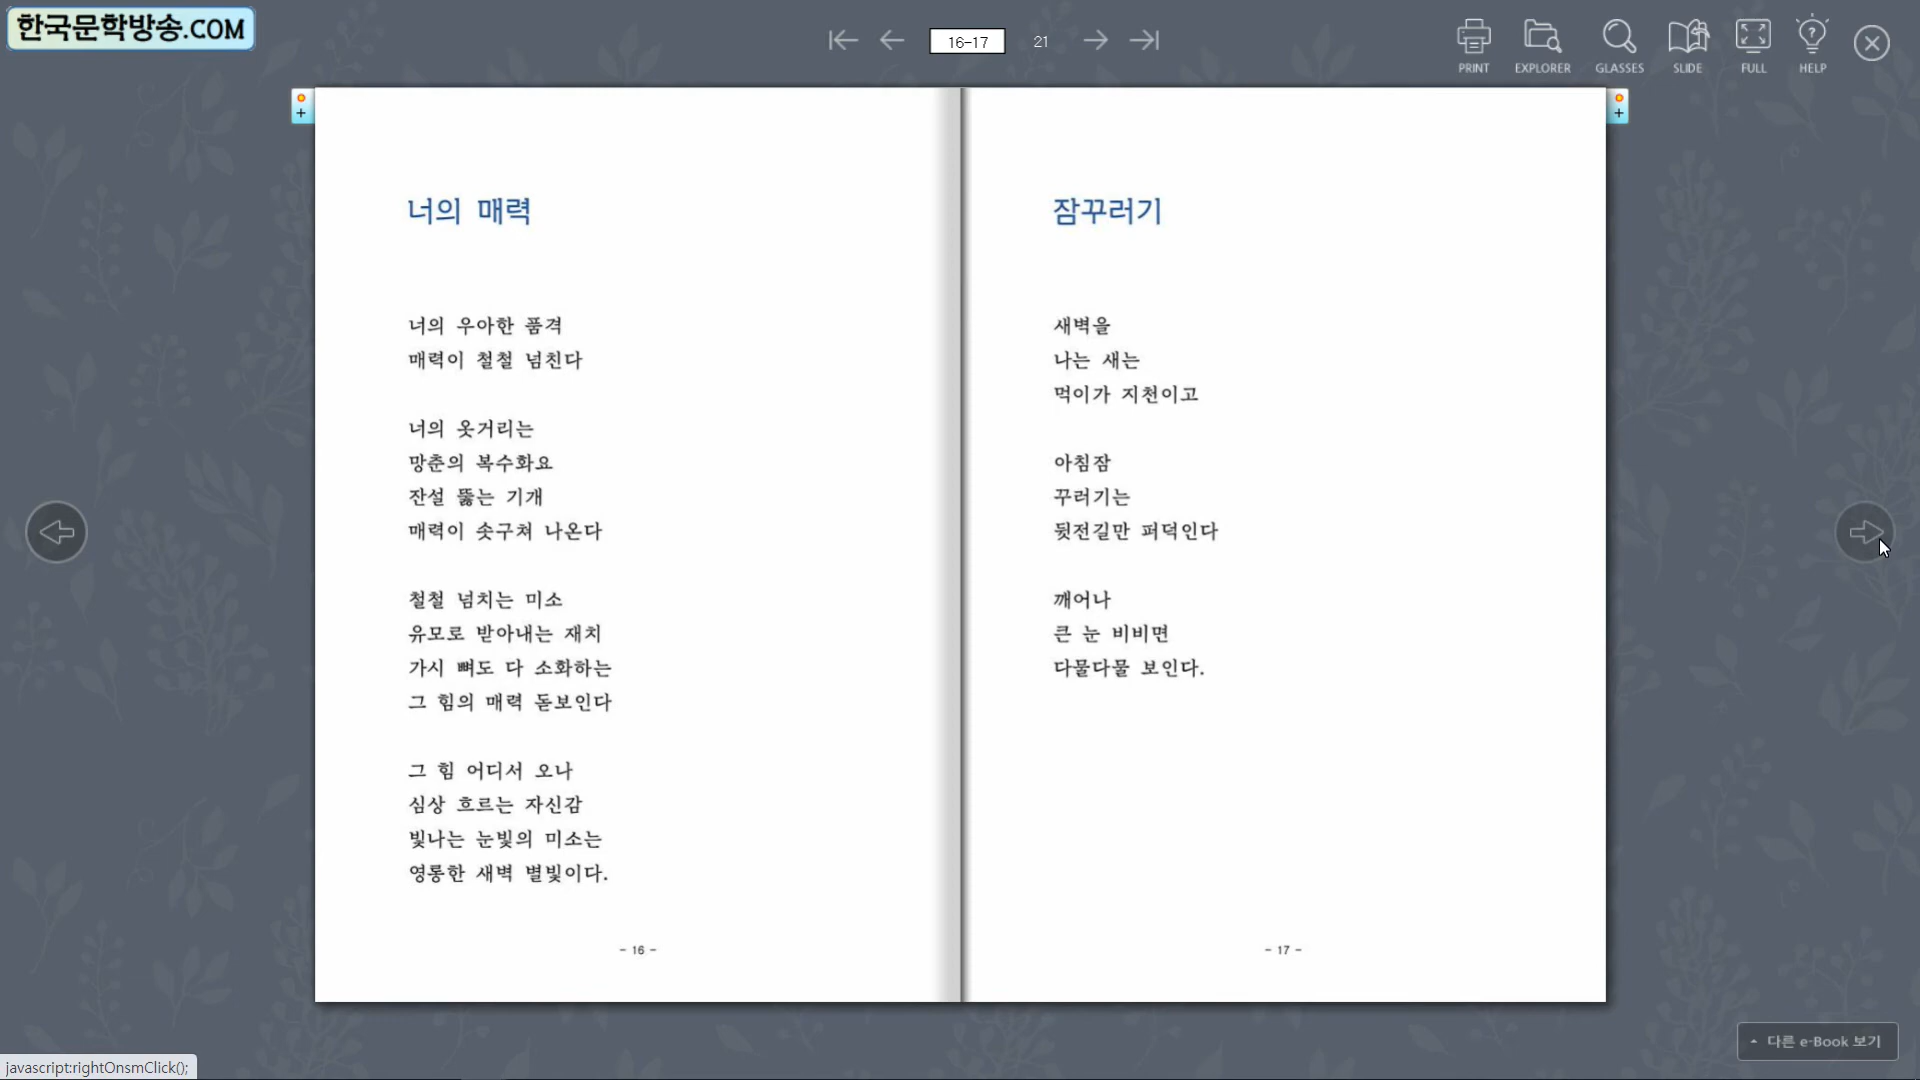 한국문학방송.COM
16-17
21
PRINT
EXPLORER
GLASSES
SLIDE
FULL
HELP
너의 매력
너의 우아한 품격
매력이 철철 넘친다
너의 옷거리는
망춘의 복수화요
잔설 뚫는 기개
매력이 솟구쳐 나온다
철철 넘치는 미소
유모로 받아내는 재치
가시 뼈도 다 소화하는
그 힘의 매력 돋보인다
그 힘 어디서 오나
심상 흐르는 자신감
빛나는 눈빛의 미소는
영롱한 새벽 별빛이다.
- 16 -
잠꾸러기
새벽을
나는 새는
먹이가 지천이고
아침잠
꾸러기는
뒷전길만 퍼덕인다
깨어나
큰 눈 비비면
다물다물 보인다.
- 17 -
다른 e-Book 보기
javascript:rightOnsmClick();